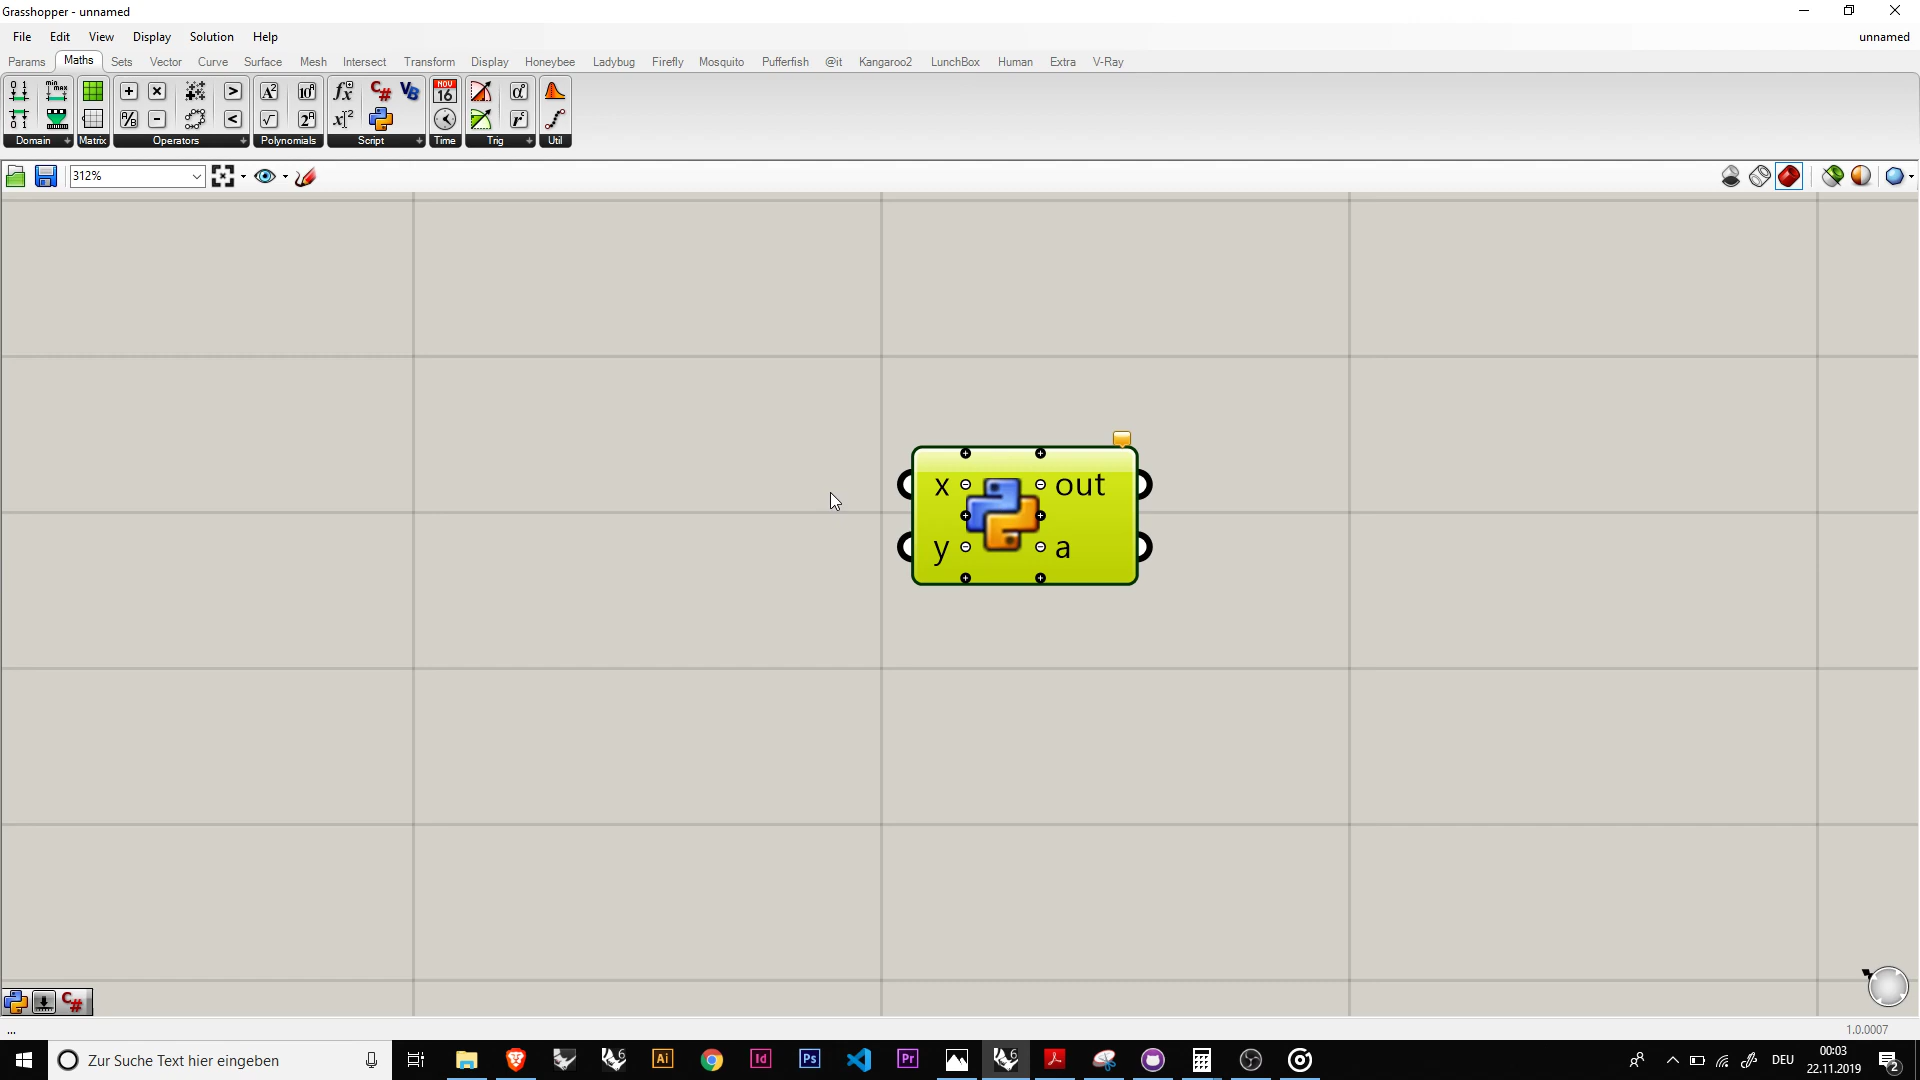 Grasshopper - unnamed
File Edit View Display Solution Help unnamed
Params Maths Sets Vector Curve Surface Mesh Intersect Transform Display Honeybee Ladybug Firefly Mosquito Pufferfish @it Kangaroo2 LunchBox Human Extra V-Ray
Domain Matrix Operators Polynomials Script Time Trig Util
312%
x out
y a
...
1.0.0007
Zur Suche Text hier eingeben
DEU
00:03
22.11.2019
2